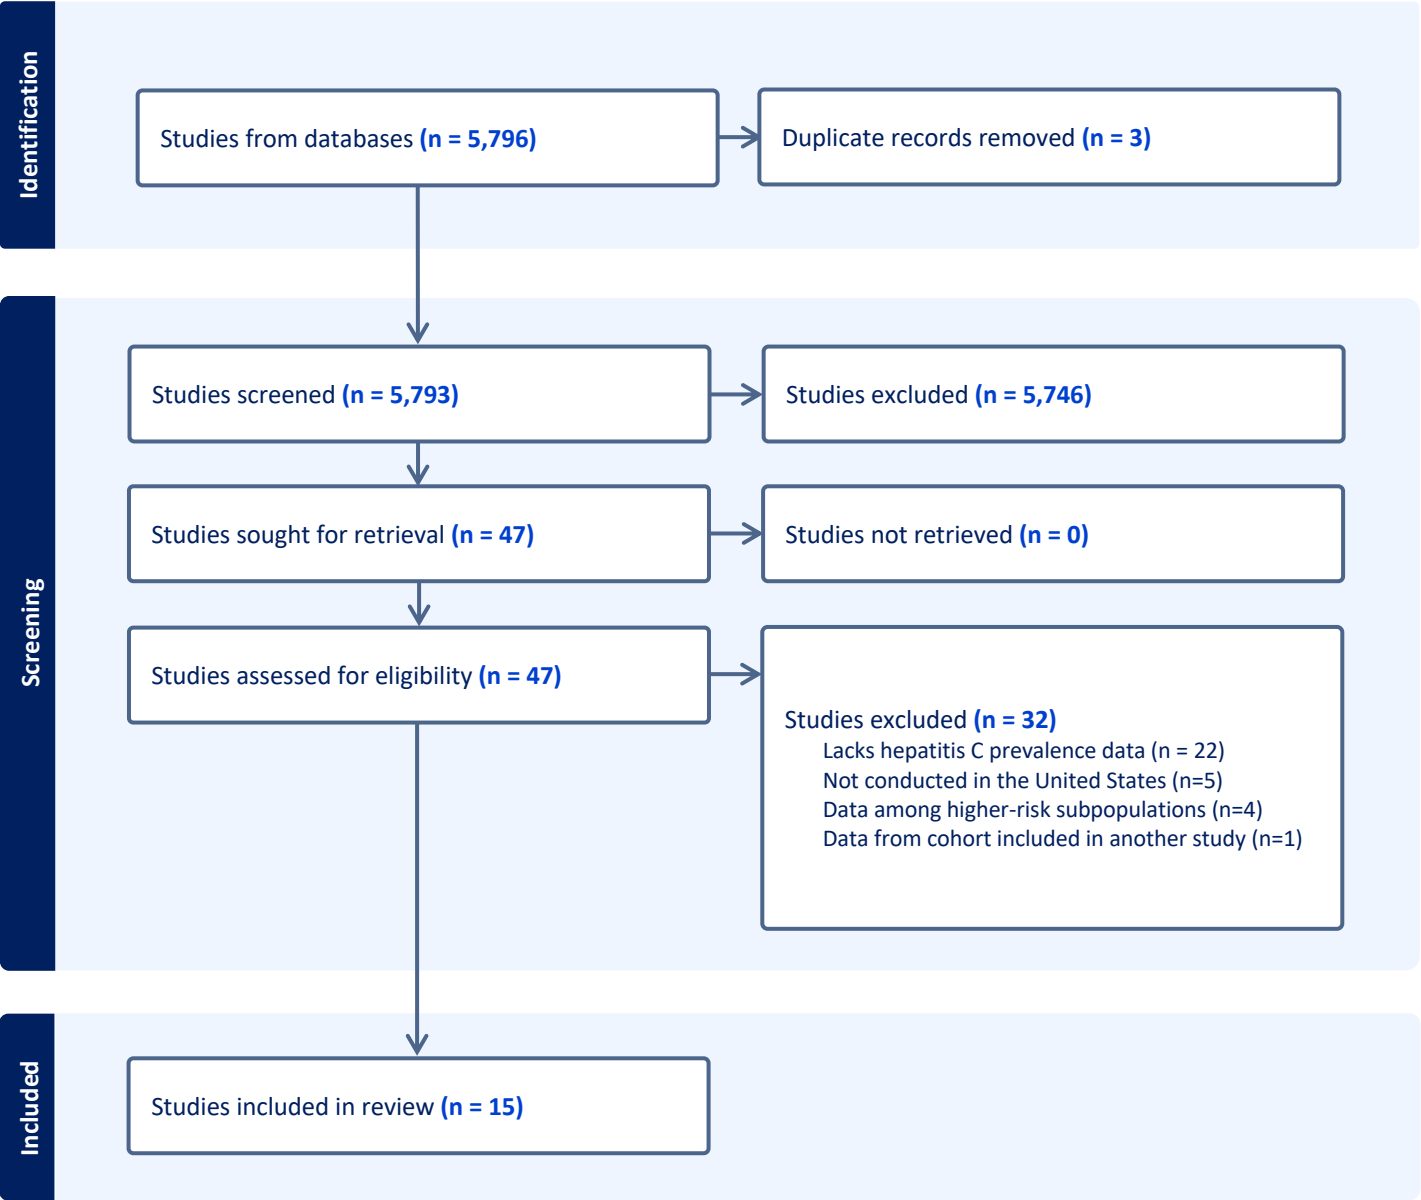 Identification
Studies from databases (n = 5,796)
Duplicate records removed (n = 3)
Screening
Studies screened (n = 5,793)
Studies excluded (n = 5,746)
Studies sought for retrieval (n = 47)
Studies not retrieved (n = 0)
Studies assessed for eligibility (n = 47)
Studies excluded (n = 32)
Lacks hepatitis C prevalence data (n = 22)
Not conducted in the United States (n=5)
Data among higher-risk subpopulations (n=4)
Data from cohort included in another study (n=1)
Included
Studies included in review (n = 15)